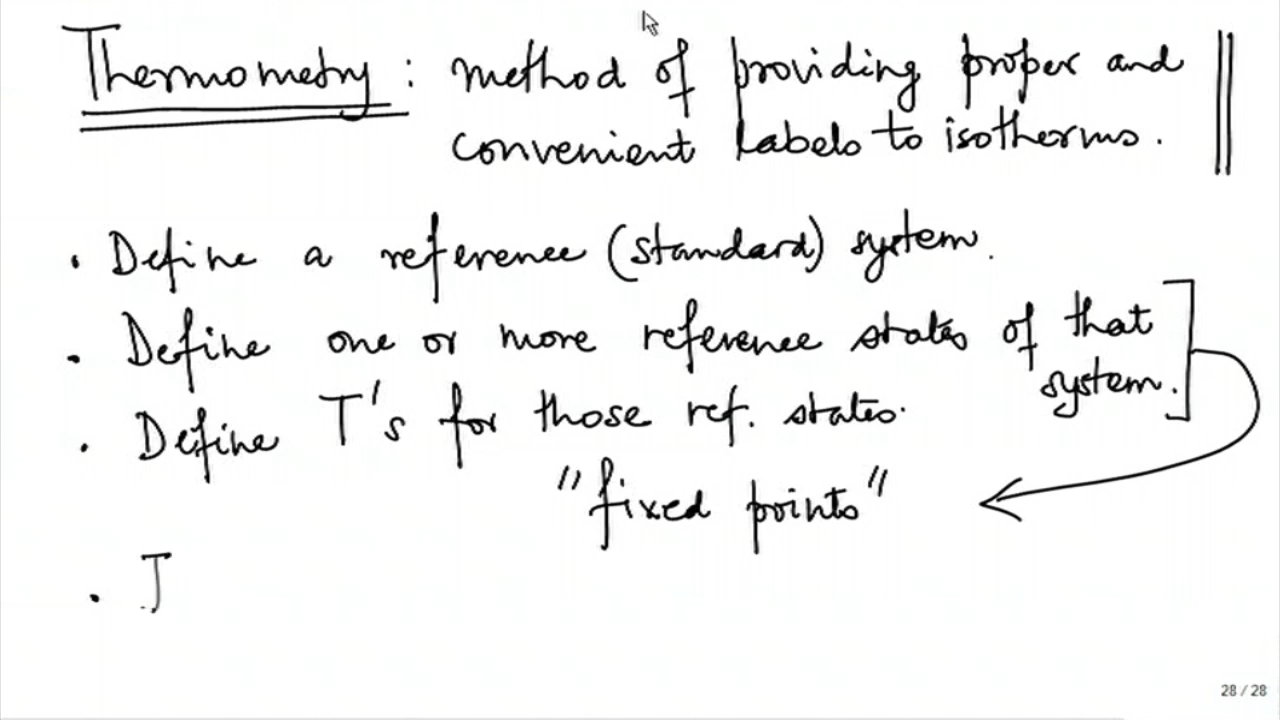 Thermometry : method of providing proper and
convenient labels to isotherms.
• Define a reference (standard) system.
• Define one or more reference states of that
system.
• Define T's for those ref. states.
"fixed points"
•
28 / 28